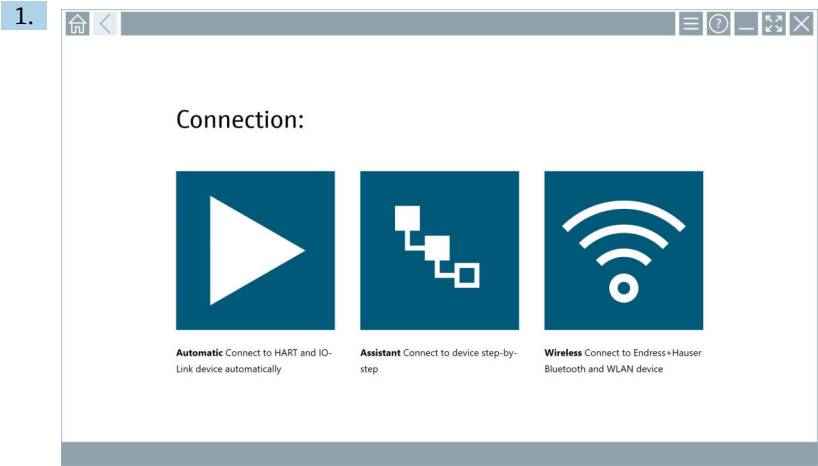 1.
?
Connection:
Automatic Connect to HART and IO-
Link device automatically
Assistant Connect to device step-by-
step
Wireless Connect to Endress+Hauser
Bluetooth and WLAN device